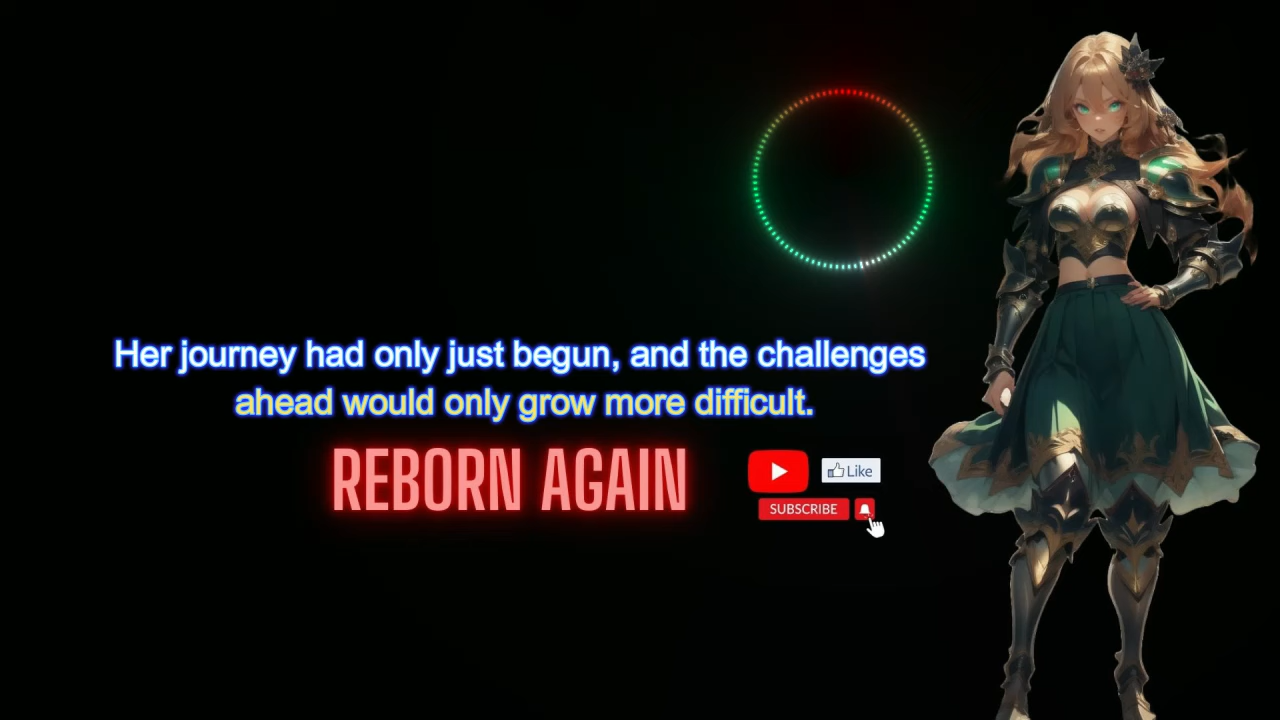 Her journey had only just begun, and the challenges
ahead would only grow more difficult.
REBORN AGAIN
Like
SUBSCRIBE